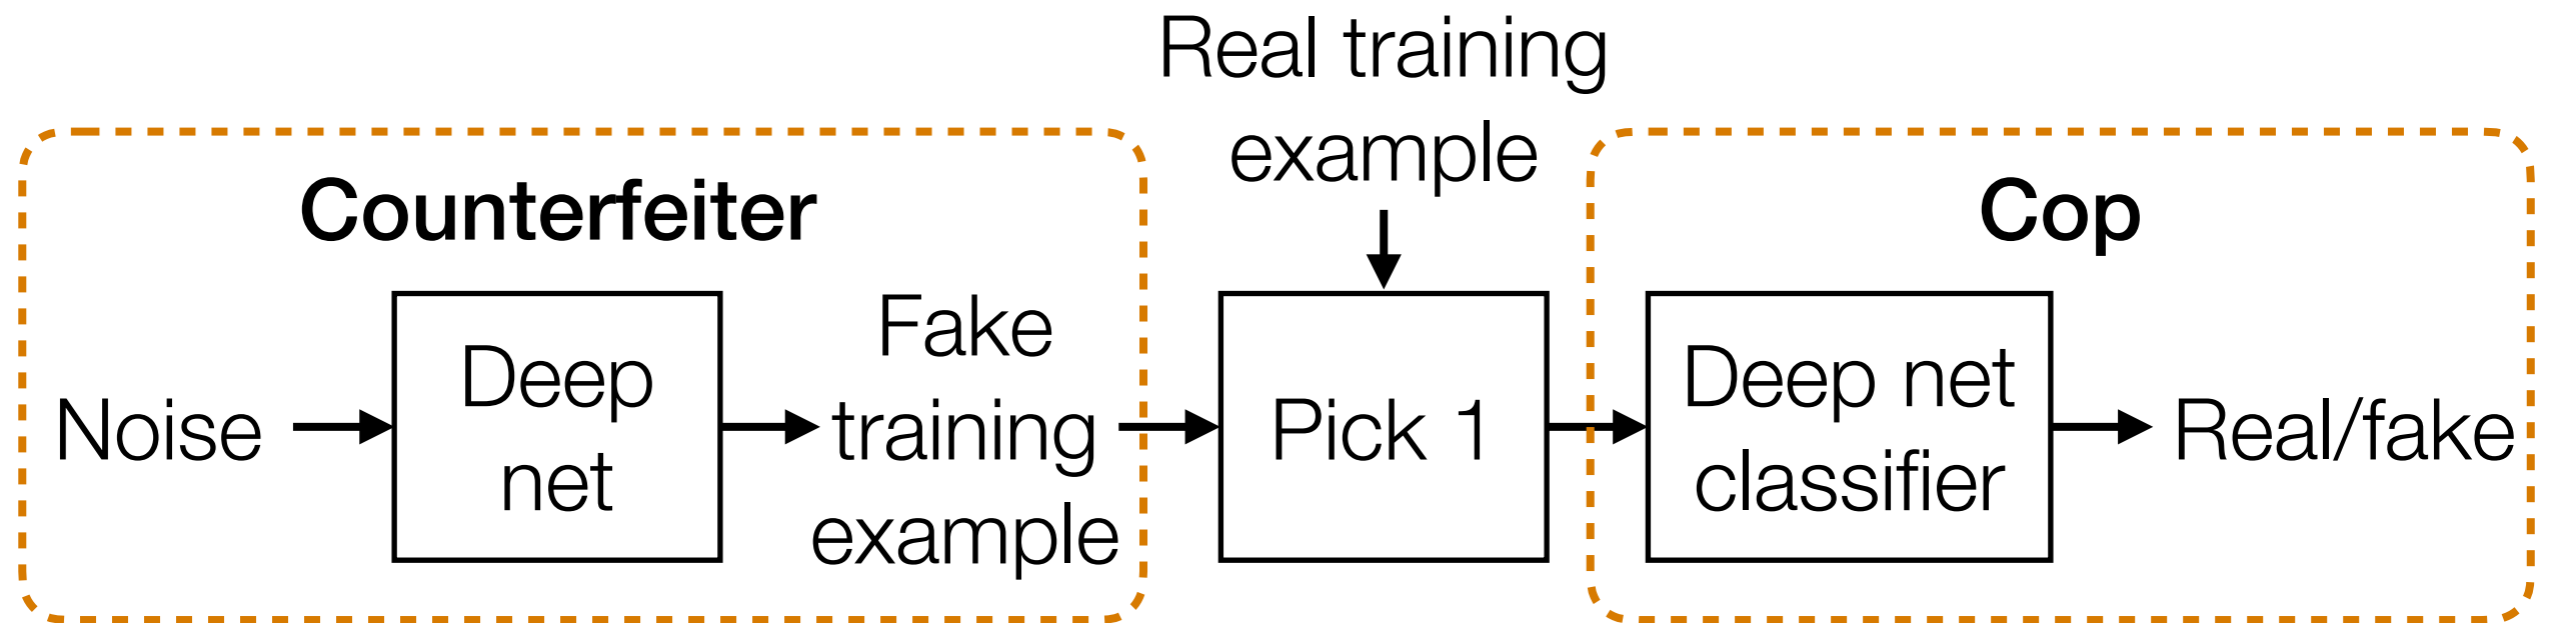 Real training
example
Counterfeiter
Cop
Noise
Deep
net
Fake
training
example
Pick 1
Deep net
classifier
Real/fake